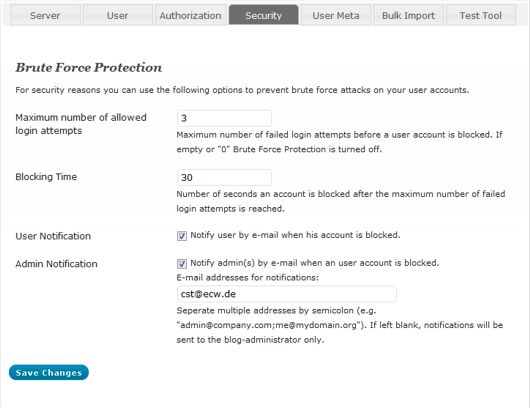 Server
User
Authorization
Security
User Meta
Bulk Import
Test Tool
Brute Force Protection
For security reasons you can use the following options to prevent brute force attacks on your user accounts.
Maximum number of allowed
login attempts
3
Maximum number of failed login attempts before a user account is blocked. If
empty or "0" Brute Force Protection is turned off.
Blocking Time
30
Number of seconds an account is blocked after the maximum number of failed
login attempts is reached.
User Notification
Notify user by e-mail when his account is blocked.
Admin Notification
Notify admin(s) by e-mail when an user account is blocked.
E-mail addresses for notifications:
cst@ecw.de
Seperate multiple addresses by semicolon (e.g.
"admin@company.com;me@mydomain.org"). If left blank, notifications will be
sent to the blog-administrator only.
Save Changes